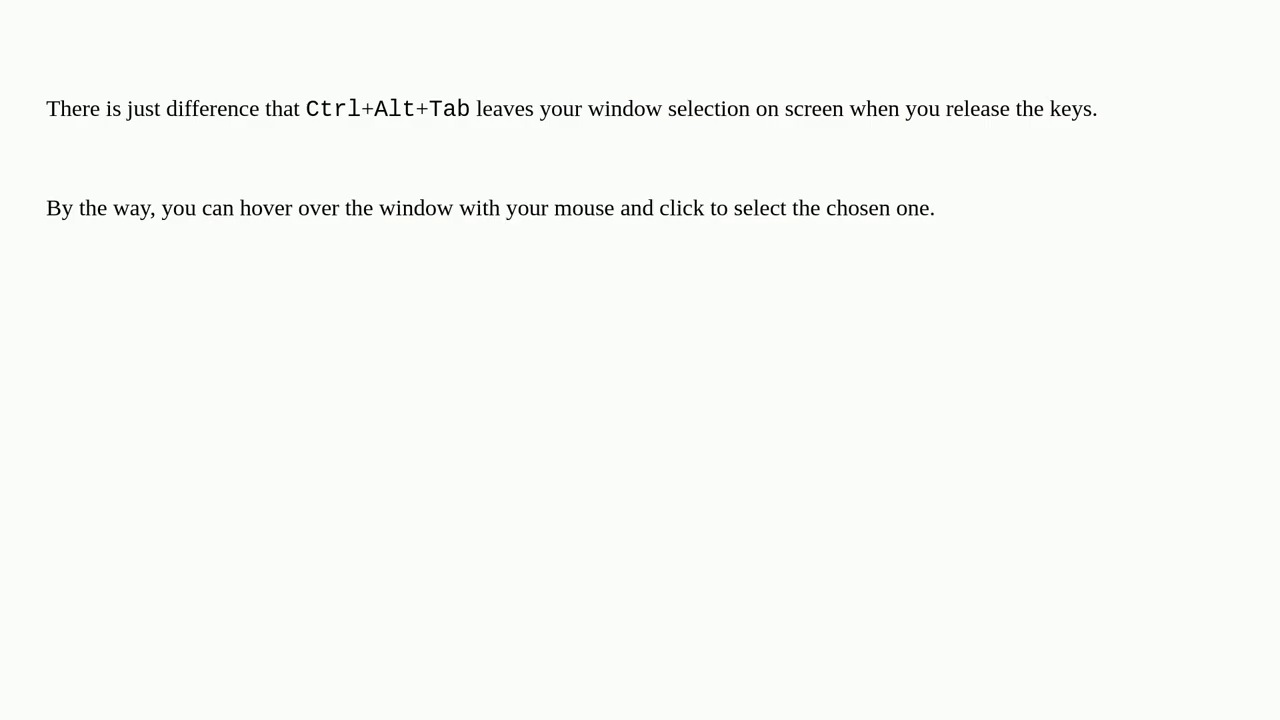 There is just difference that Ctrl+Alt+Tab leaves your window selection on screen when you release the keys.
By the way, you can hover over the window with your mouse and click to select the chosen one.